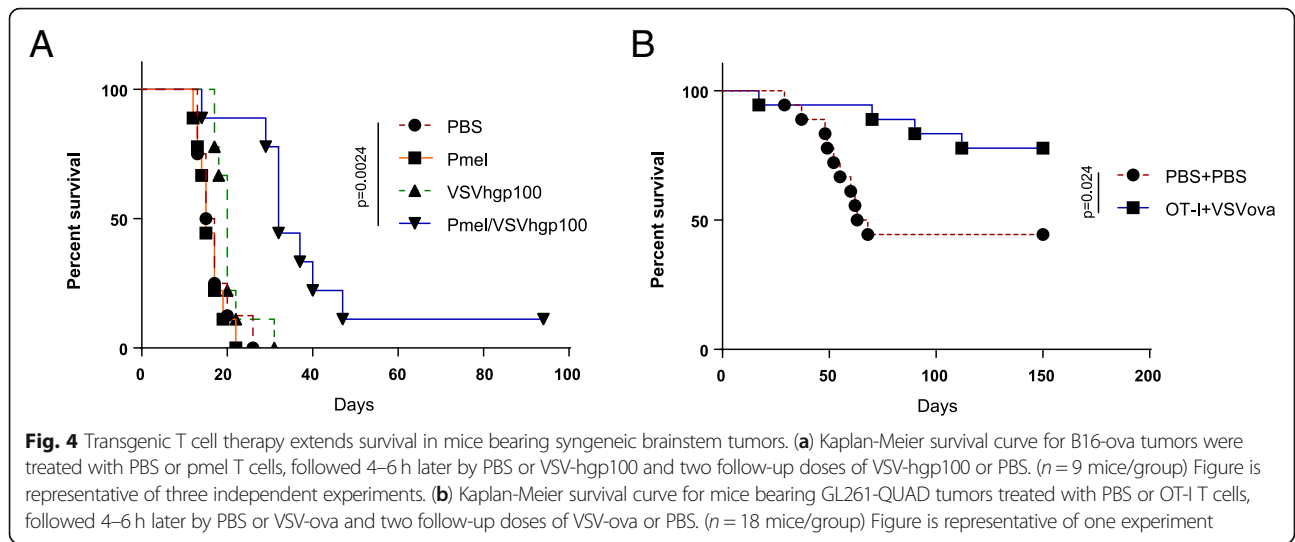 A
Percent survival
100
50
0
0 20 40 60 80 100
Days
p=0.0024
PBS
Pmel
VSVhgp100
Pmel/VSVhgp100
B
Percent survival
100
50
0
0 50 100 150 200
Days
p=0.024
PBS+PBS
OT-I+VSVova
Fig. 4 Transgenic T cell therapy extends survival in mice bearing syngeneic brainstem tumors. (a) Kaplan-Meier survival curve for B16-ova tumors were
treated with PBS or pmel T cells, followed 4–6 h later by PBS or VSV-hgp100 and two follow-up doses of VSV-hgp100 or PBS. (n = 9 mice/group) Figure is
representative of three independent experiments. (b) Kaplan-Meier survival curve for mice bearing GL261-QUAD tumors treated with PBS or OT-I T cells,
followed 4–6 h later by PBS or VSV-ova and two follow-up doses of VSV-ova or PBS. (n = 18 mice/group) Figure is representative of one experiment